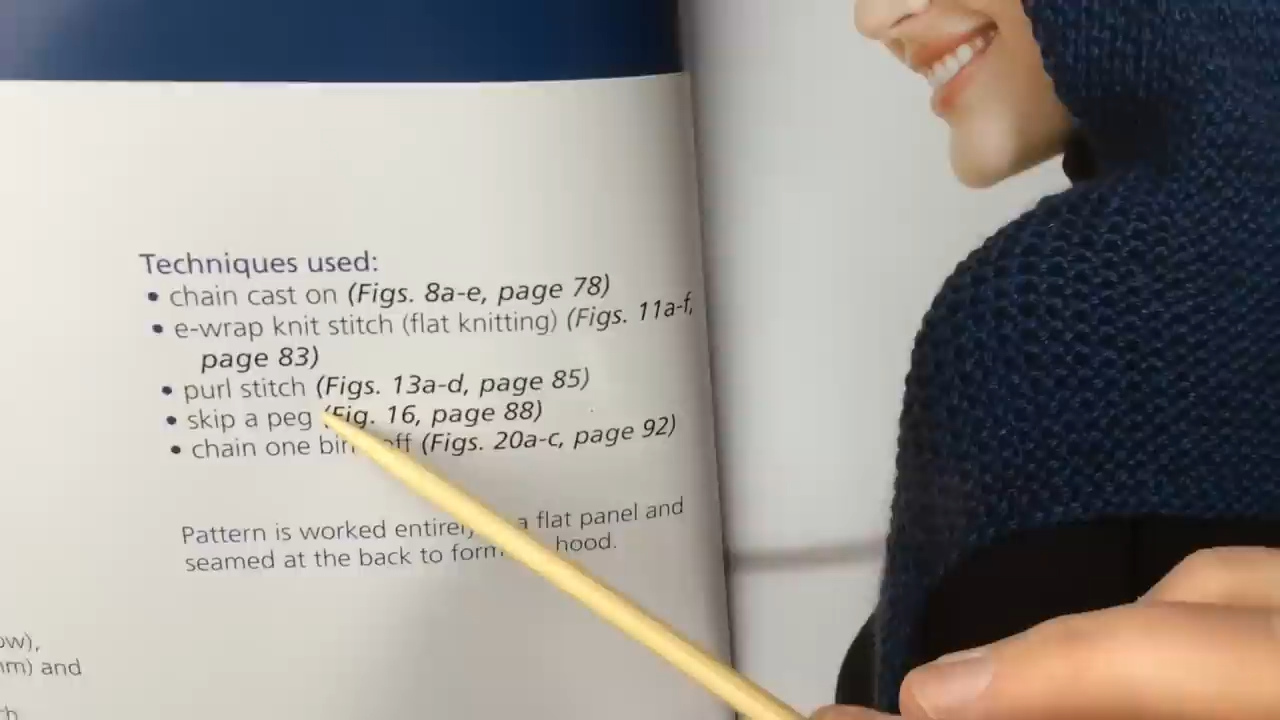 Techniques used:
• chain cast on (Figs. 8a-e, page 78)
• e-wrap knit stitch (flat knitting) (Figs. 11a-f,
page 83)
• purl stitch (Figs. 13a-d, page 85)
• skip a peg (Fig. 16, page 88)
• chain one bin off (Figs. 20a-c, page 92)
Pattern is worked entirely a flat panel and
seamed at the back to form hood.
mm) and